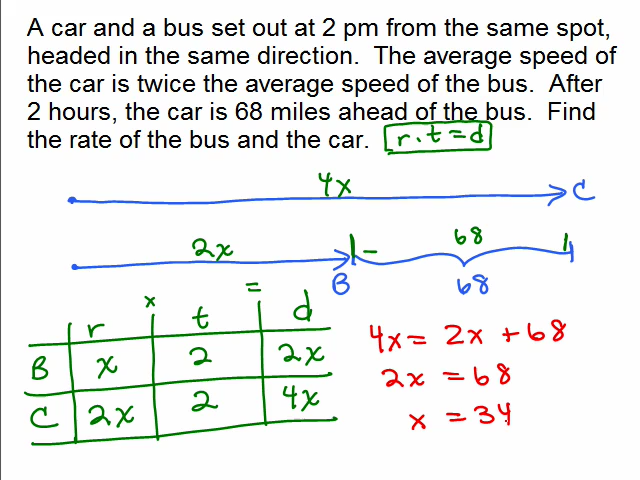 A car and a bus set out at 2 pm from the same spot,
headed in the same direction. The average speed of
the car is twice the average speed of the bus. After
2 hours, the car is 68 miles ahead of the bus. Find
the rate of the bus and the car. r.t=d
4x
C
2x
68
B
68
r x t = d
B x 2 2x
C 2x 2 4x
4x = 2x + 68
2x = 68
x = 34